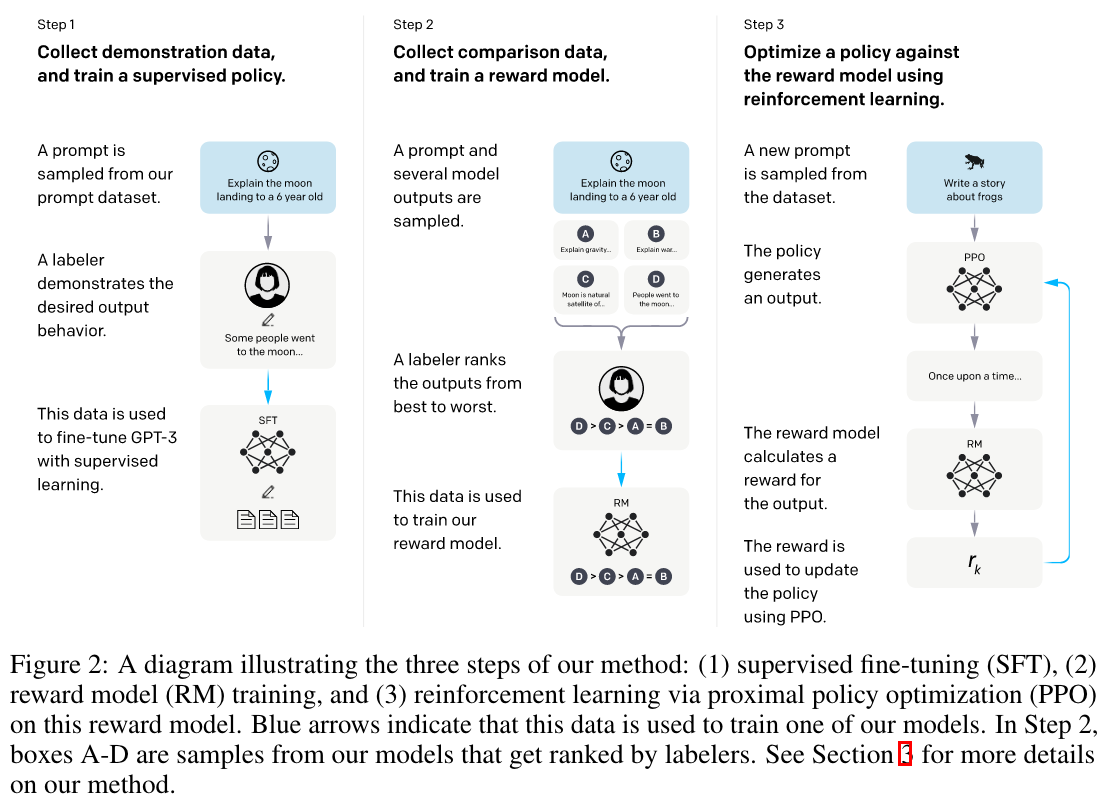 Step 1
Collect demonstration data,
and train a supervised policy.
A prompt is
sampled from our
prompt dataset.
Explain the moon
landing to a 6 year old
A labeler
demonstrates the
desired output
behavior.
Some people went
to the moon...
This data is used
to fine-tune GPT-3
with supervised
learning.
SFT
Step 2
Collect comparison data,
and train a reward model.
A prompt and
several model
outputs are
sampled.
Explain the moon
landing to a 6 year old
A
Explain gravity...
B
Explain war...
C
Moon is natural
satellite of...
D
People went to
the moon...
A labeler ranks
the outputs from
best to worst.
D > C > A = B
This data is used
to train our
reward model.
RM
D > C > A = B
Step 3
Optimize a policy against
the reward model using
reinforcement learning.
A new prompt
is sampled from
the dataset.
Write a story
about frogs
The policy
generates
an output.
PPO
Once upon a time...
The reward model
calculates a
reward for
the output.
RM
The reward is
used to update
the policy
using PPO.
rk
Figure 2: A diagram illustrating the three steps of our method: (1) supervised fine-tuning (SFT), (2)
reward model (RM) training, and (3) reinforcement learning via proximal policy optimization (PPO)
on this reward model. Blue arrows indicate that this data is used to train one of our models. In Step 2,
boxes A-D are samples from our models that get ranked by labelers. See Section 3 for more details
on our method.